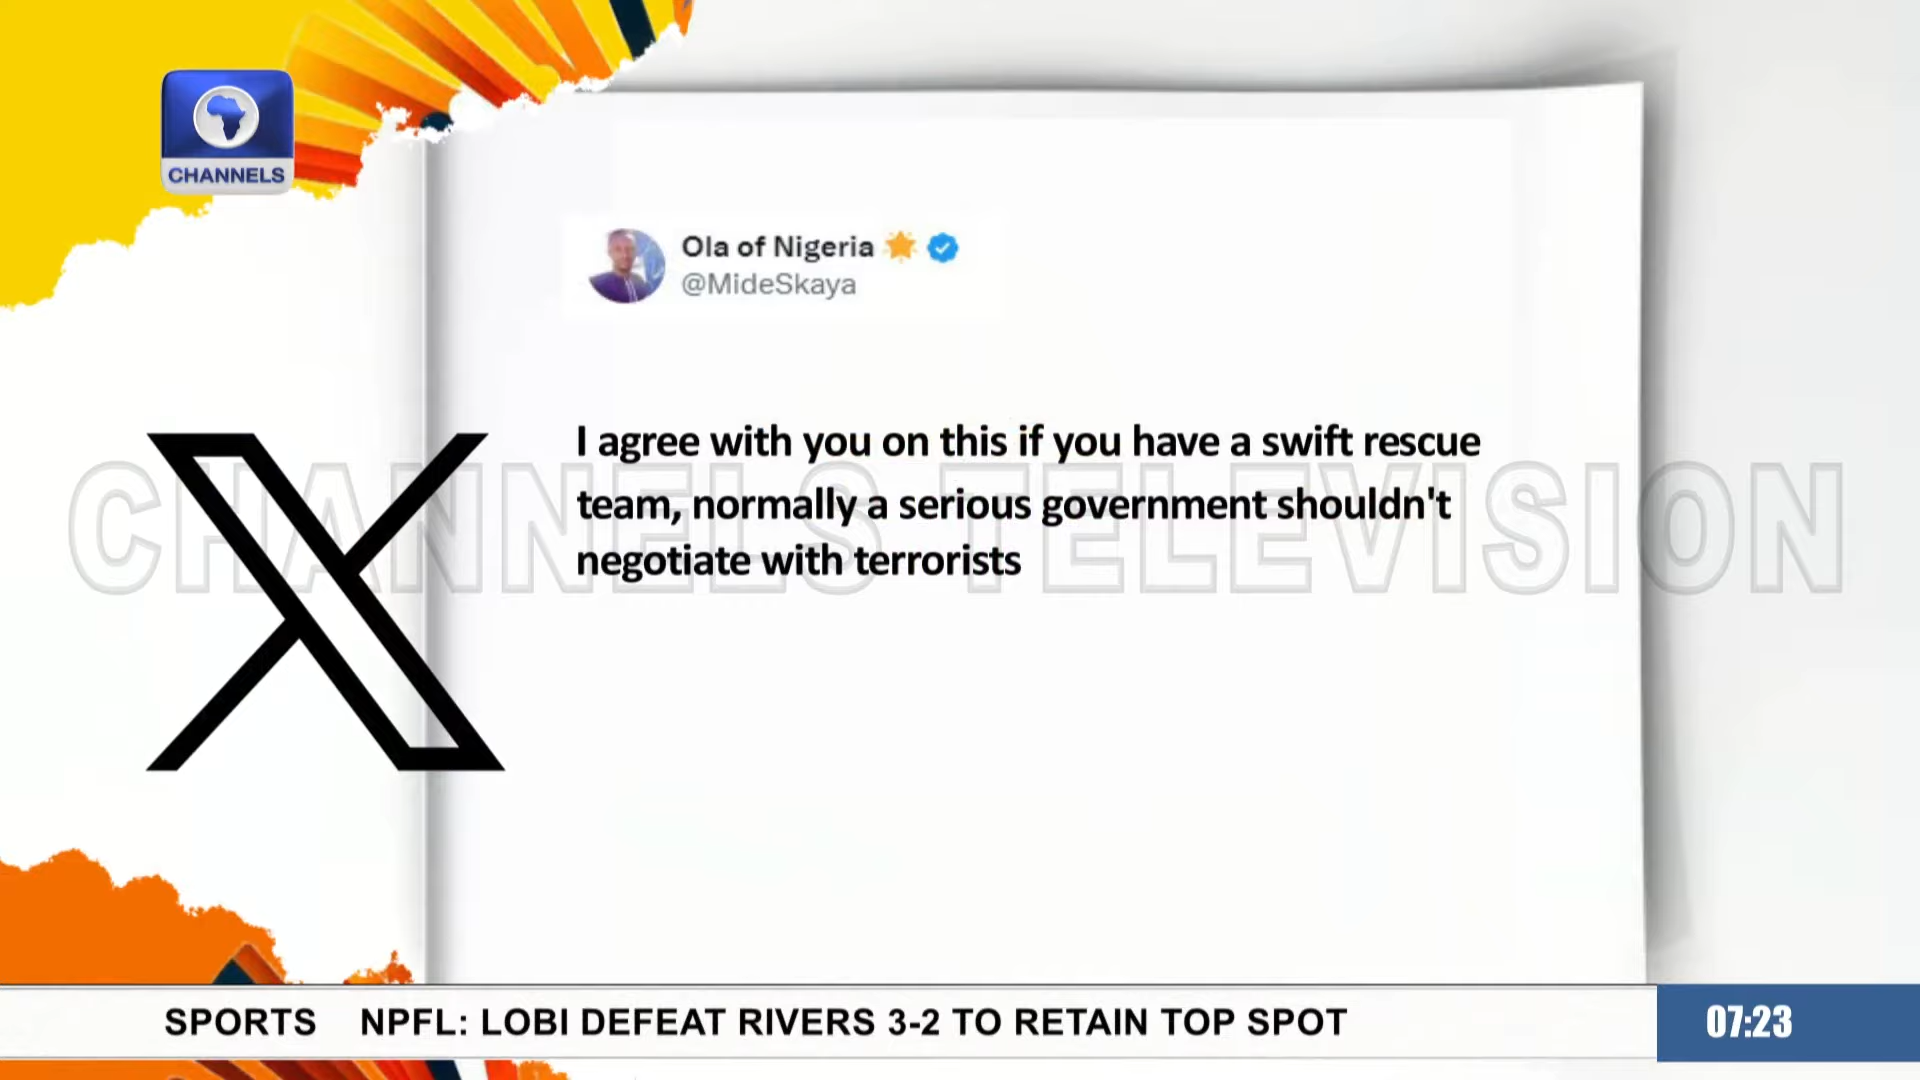 CHANNELS
Ola of Nigeria
@MideSkaya
I agree with you on this if you have a swift rescue
team, normally a serious government shouldn't
negotiate with terrorists
CHANNELS TELEVISION
SPORTS NPFL: LOBI DEFEAT RIVERS 3-2 TO RETAIN TOP SPOT
07:23